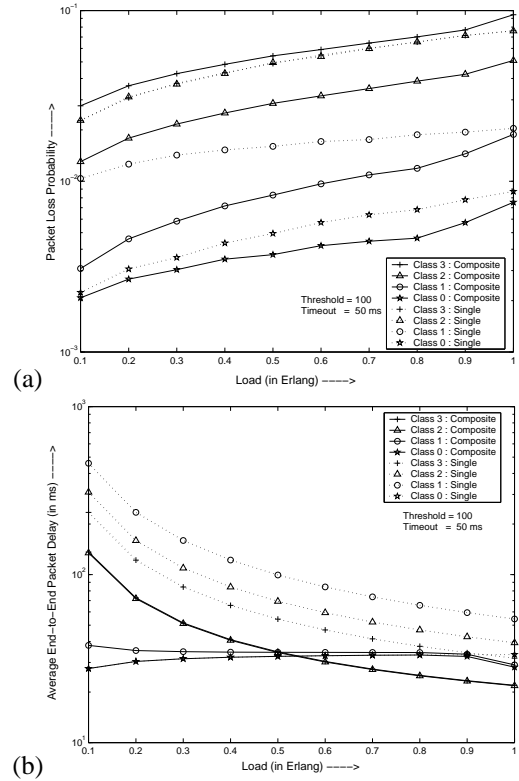 10^-1
10^-2
10^-3
Packet Loss Probability ---->
Class 3 : Composite
Class 2 : Composite
Class 1 : Composite
Class 0 : Composite
Class 3 : Single
Class 2 : Single
Class 1 : Single
Class 0 : Single
Threshold = 100
Timeout = 50 ms
0.1 0.2 0.3 0.4 0.5 0.6 0.7 0.8 0.9 1
Load (in Erlang) ---->
(a)
10^3
10^2
10^1
Average End-to-End Packet Delay (in ms) ---->
Class 3 : Composite
Class 2 : Composite
Class 1 : Composite
Class 0 : Composite
Class 3 : Single
Class 2 : Single
Class 1 : Single
Class 0 : Single
Threshold = 100
Timeout = 50 ms
0.1 0.2 0.3 0.4 0.5 0.6 0.7 0.8 0.9 1
Load (in Erlang) ---->
(b)